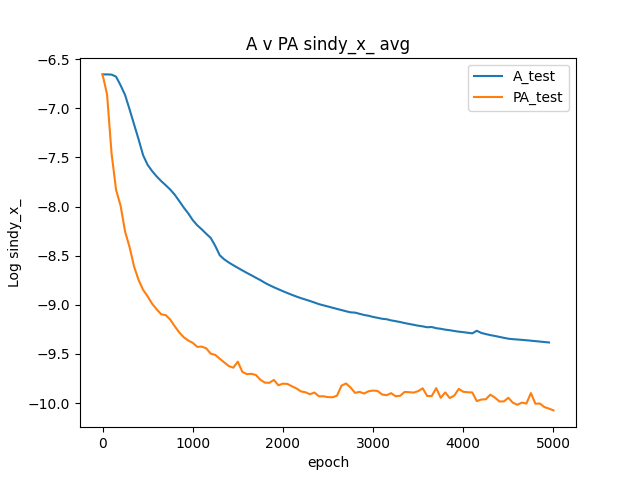 A v PA sindy_x_ avg
A_test
PA_test
−6.5
−7.0
−7.5
−8.0
−8.5
−9.0
−9.5
−10.0
Log sindy_x_
0 1000 2000 3000 4000 5000
epoch